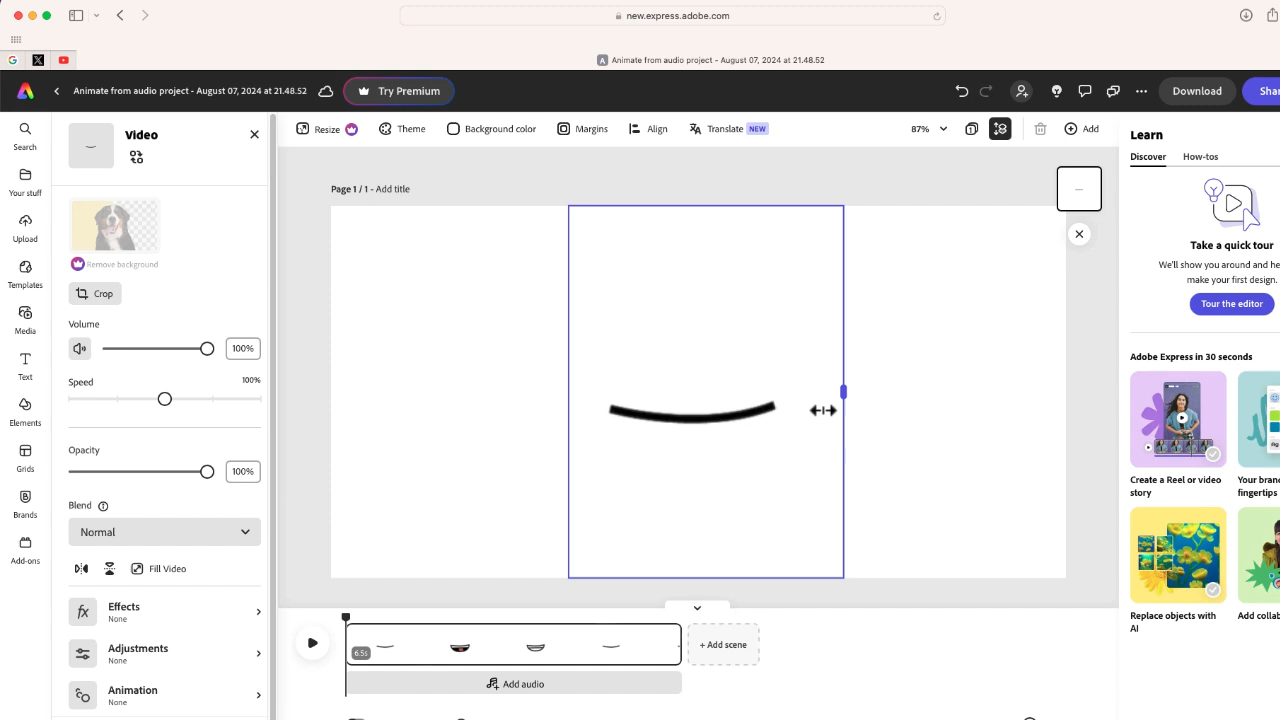 new.express.adobe.com
Animate from audio project - August 07, 2024 at 21.48.52
Animate from audio project - August 07, 2024 at 21.48.52
Try Premium
Download
Shar
Search
Your stuff
Upload
Templates
Media
Text
Elements
Grids
Brands
Add-ons
Video
Remove background
Crop
Volume
100%
Speed
100%
Opacity
100%
Blend
Normal
Fill Video
Effects
None
Adjustments
None
Animation
None
Resize
Theme
Background color
Margins
Align
Translate NEW
87%
Add
Page 1 / 1 - Add title
6.5s
+ Add scene
Add audio
Learn
Discover
How-tos
Take a quick tour
We'll show you around and he
make your first design.
Tour the editor
Adobe Express in 30 seconds
Create a Reel or video
story
Your bran
fingertips
Replace objects with
AI
Add collab